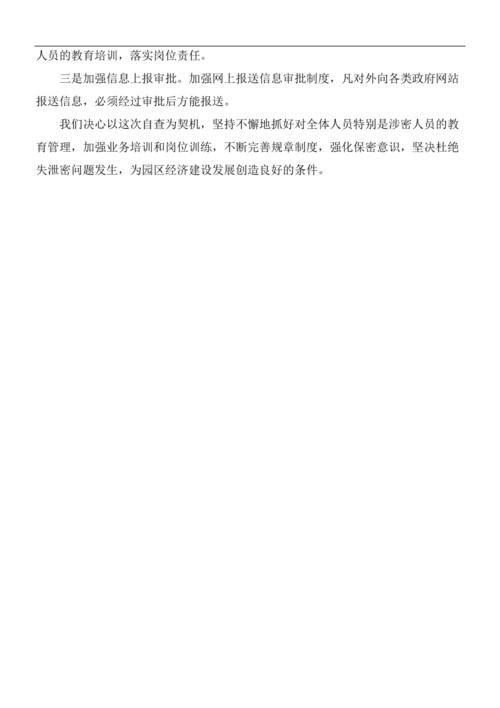 人员的教育培训，落实岗位责任。
三是加强信息上报审批。加强网上报送信息审批制度，凡对外向各类政府网站
报送信息，必须经过审批后方能报送。
我们决心以这次自查为契机，坚持不懈地抓好对全体人员特别是涉密人员的教
育管理，加强业务培训和岗位训练，不断完善规章制度，强化保密意识，坚决杜绝
失泄密问题发生，为园区经济建设发展创造良好的条件。